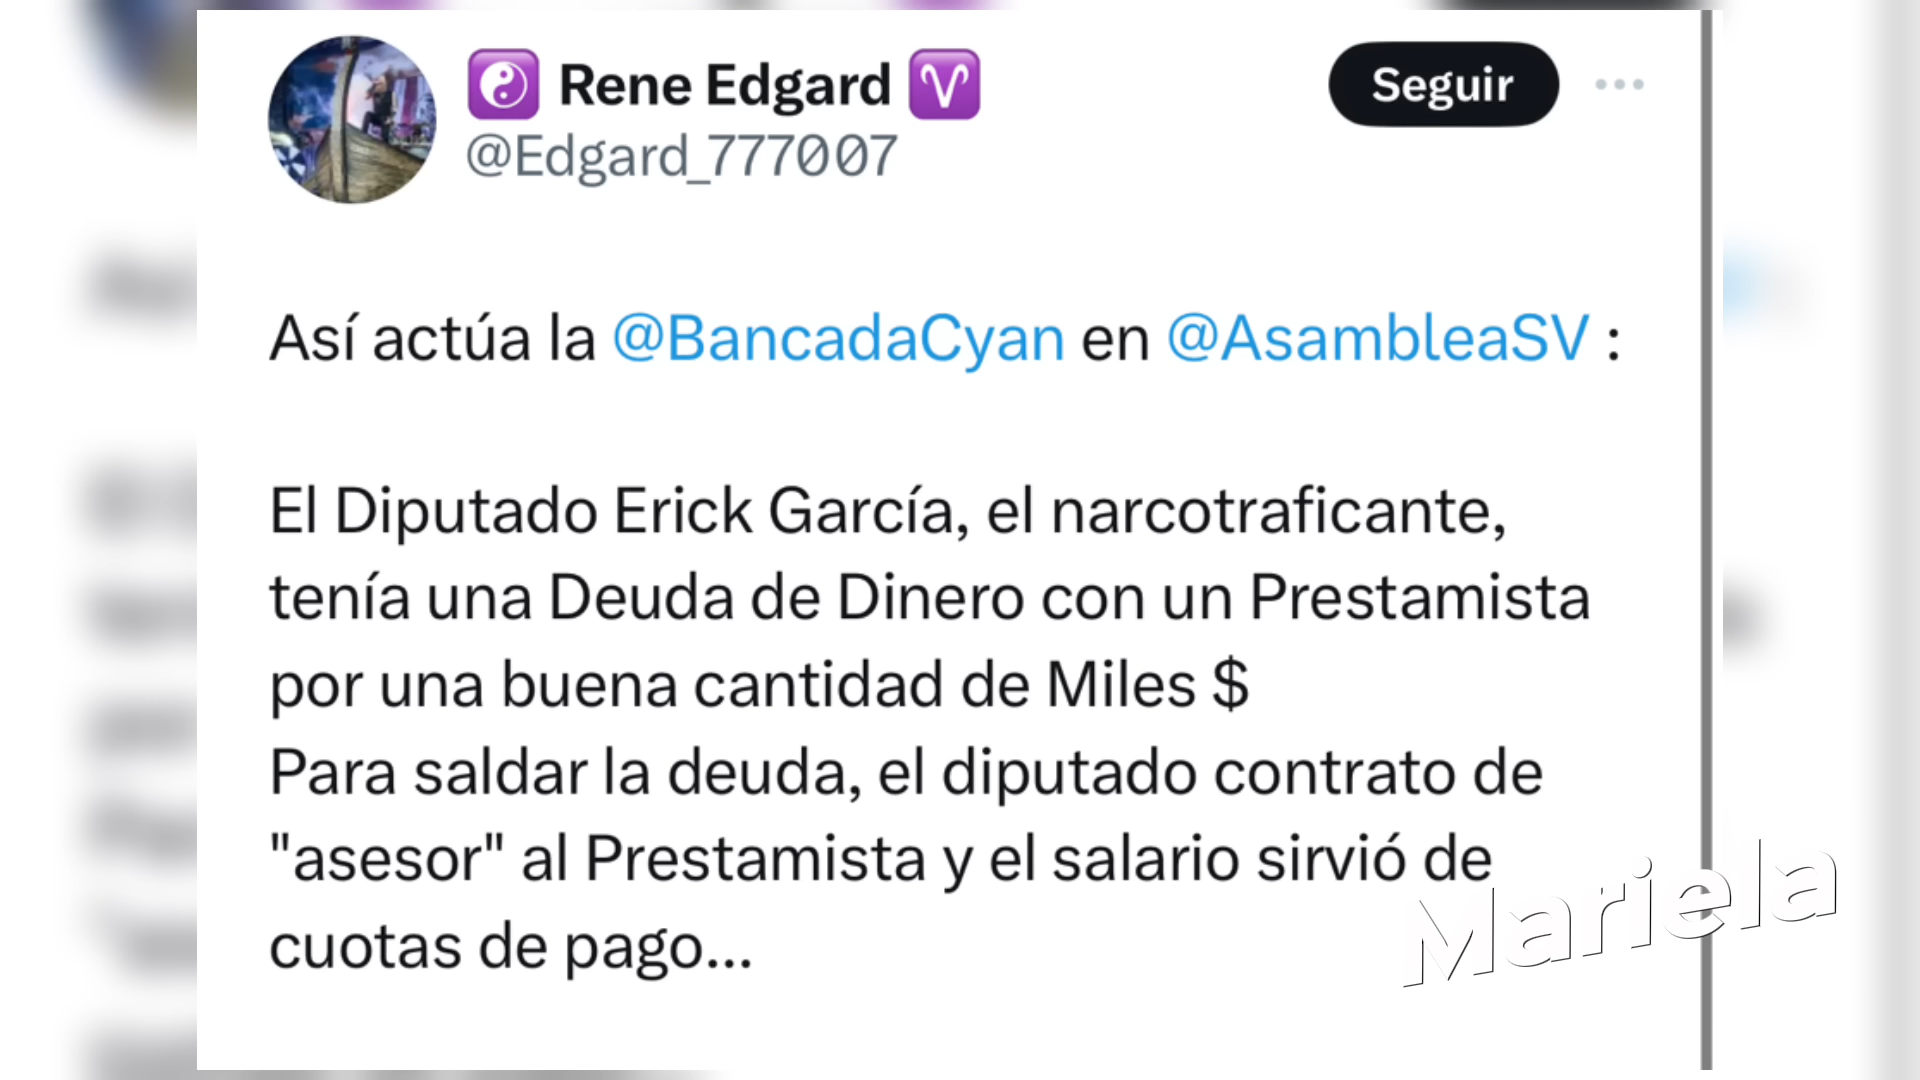 ☯️ Rene Edgard ♈
@Edgard_777007
Seguir
Así actúa la @BancadaCyan en @AsambleaSV :
El Diputado Erick García, el narcotraficante,
tenía una Deuda de Dinero con un Prestamista
por una buena cantidad de Miles $
Para saldar la deuda, el diputado contrato de
"asesor" al Prestamista y el salario sirvió de
cuotas de pago...
Mariela